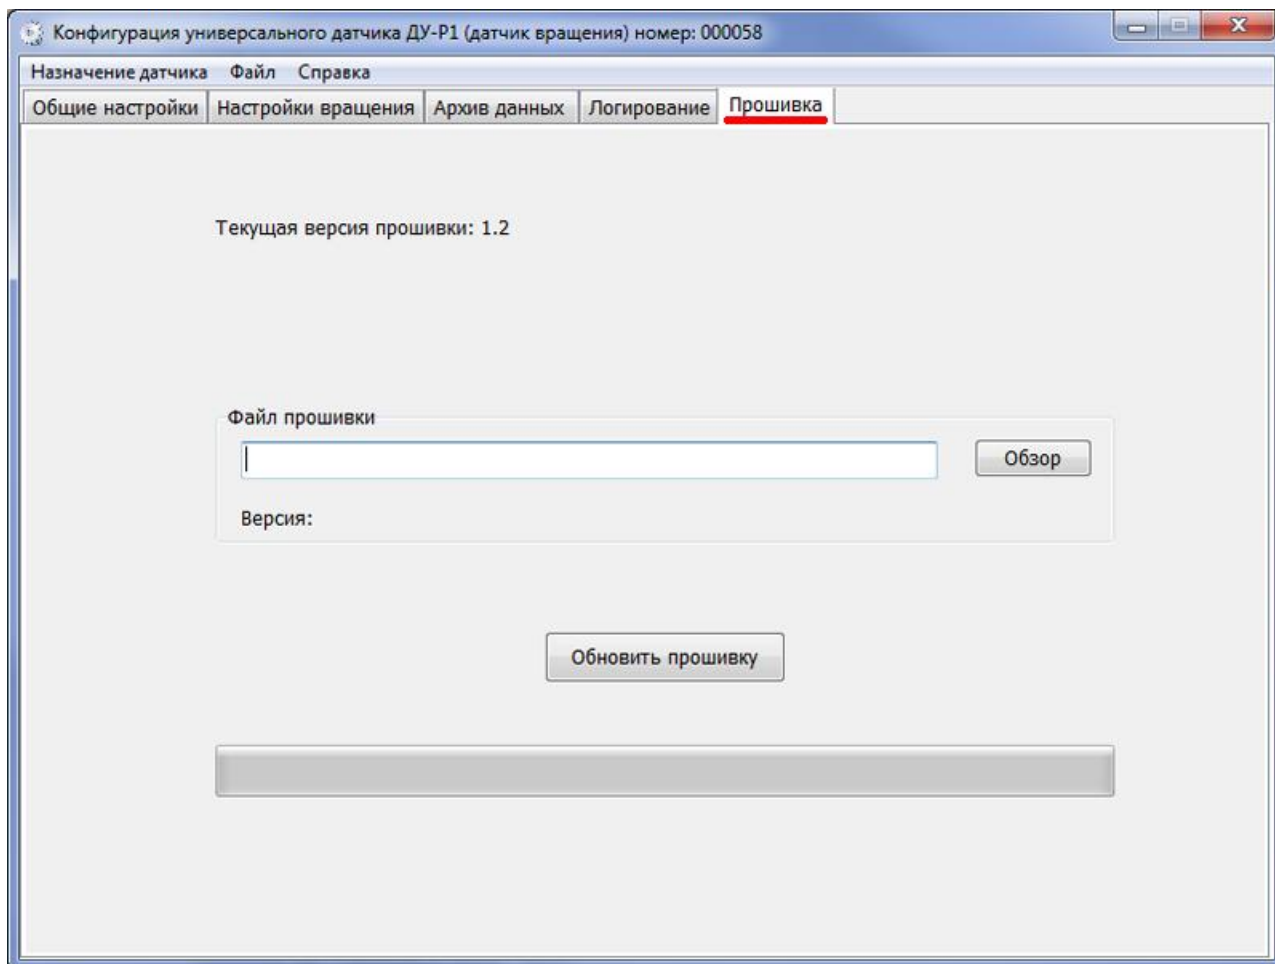 Конфигурация универсального датчика ДУ-Р1 (датчик вращения) номер: 000058
Назначение датчика Файл Справка
Общие настройки Настройки вращения Архив данных Логирование Прошивка
Текущая версия прошивки: 1.2
Файл прошивки
Обзор
Версия:
Обновить прошивку